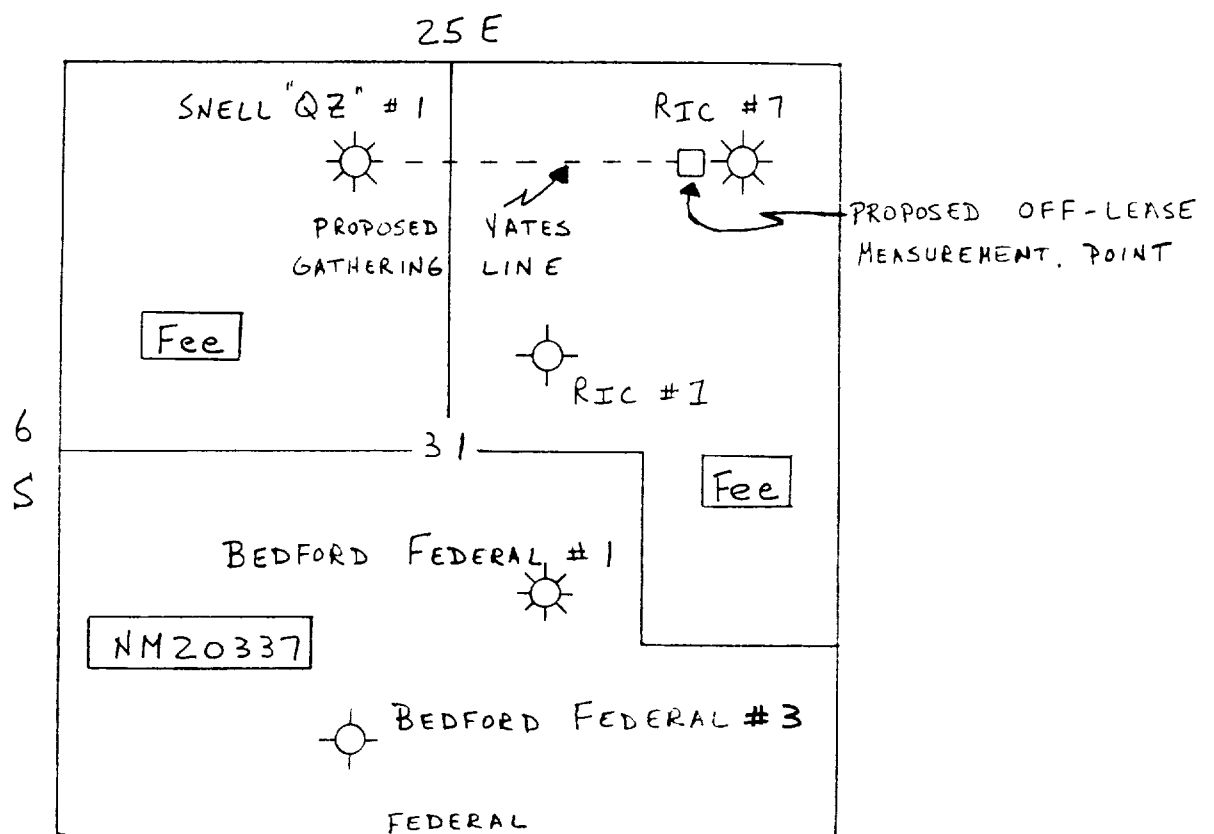 25 E
SNELL "QZ" # 1
RIC #7
PROPOSED YATES
GATHERING LINE
PROPOSED OFF-LEASE
MEASUREMENT. POINT
Fee
RIC #1
6
S
31
Fee
BEDFORD FEDERAL #1
NM20337
BEDFORD FEDERAL #3
FEDERAL